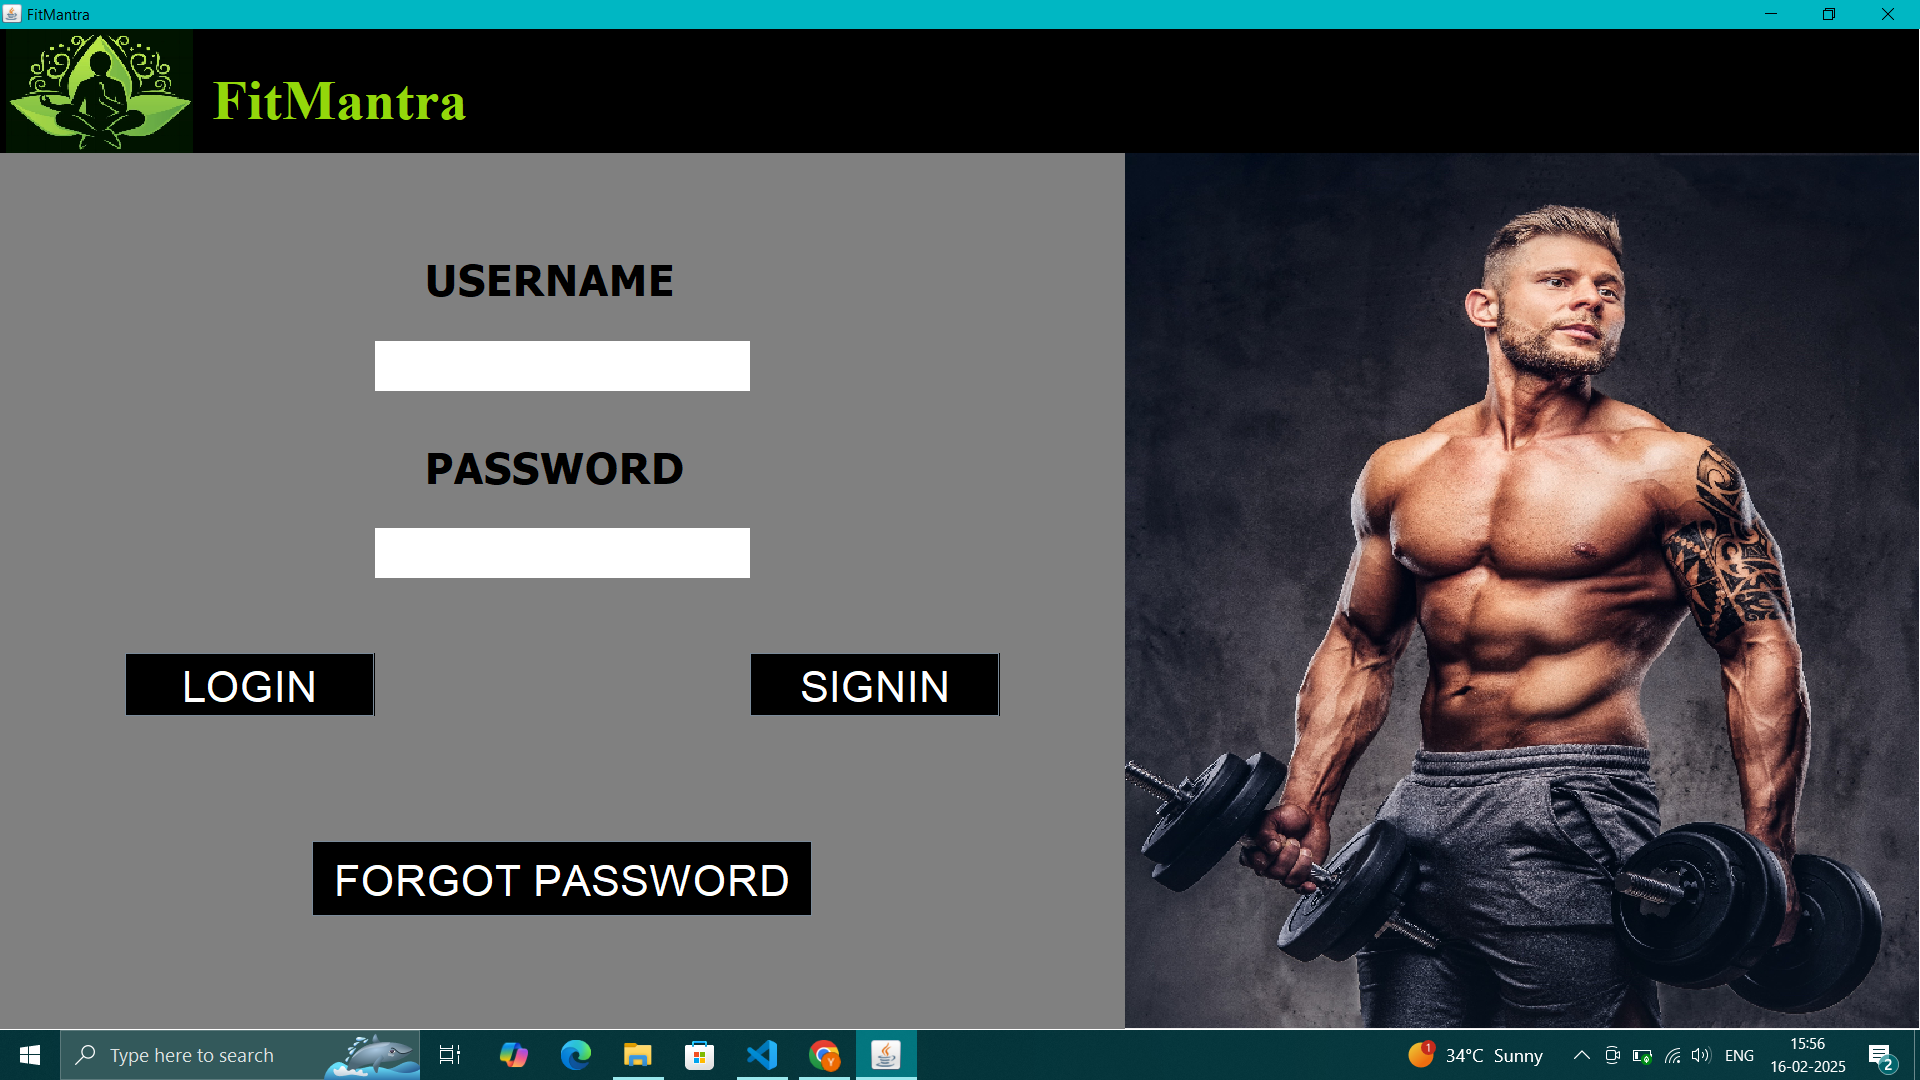 FitMantra
FitMantra
USERNAME
PASSWORD
LOGIN
SIGNIN
FORGOT PASSWORD
Type here to search
1
34°C Sunny
ENG
15:56
16-02-2025
2
Y